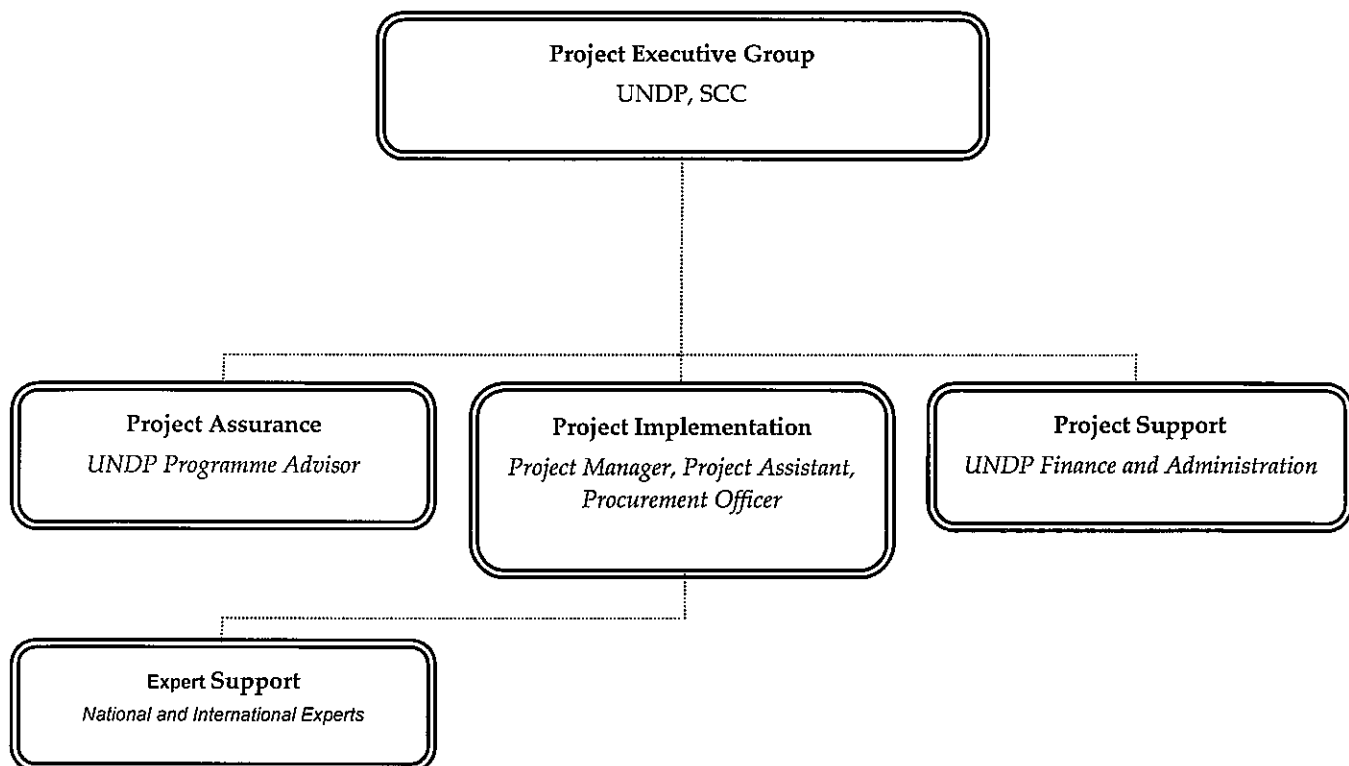 Project Executive Group
UNDP, SCC
Project Assurance
UNDP Programme Advisor
Project Implementation
Project Manager, Project Assistant,
Procurement Officer
Project Support
UNDP Finance and Administration
Expert Support
National and International Experts